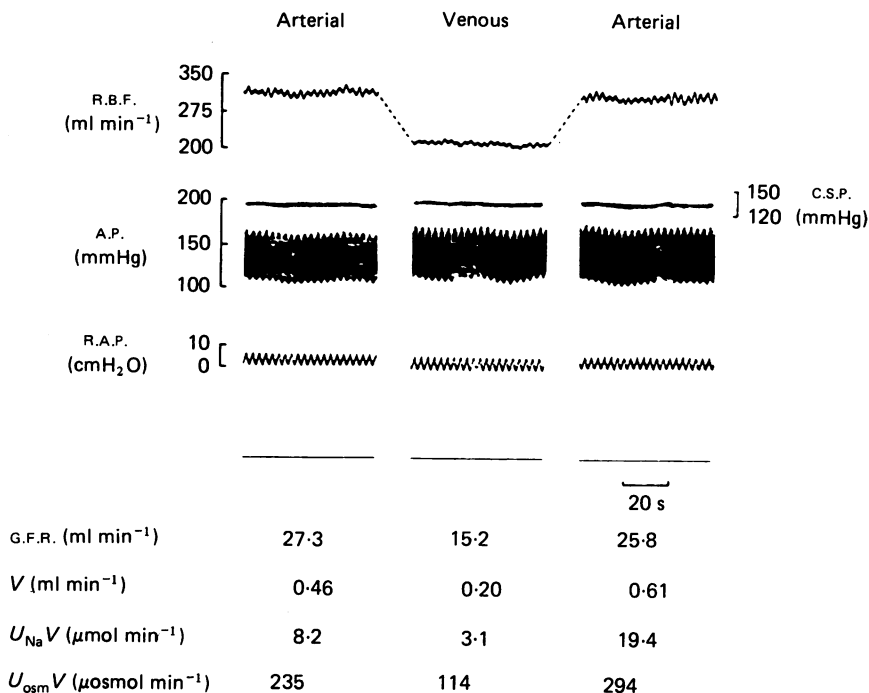 Arterial Venous Arterial
350
R.B.F. 275
(ml min⁻¹)
200
200 150 C.S.P.
120 (mmHg)
A.P. 150
(mmHg)
100
R.A.P. 10
(cmH₂O) 0
20 s
G.F.R. (ml min⁻¹) 27·3 15·2 25·8
V (ml min⁻¹) 0·46 0·20 0·61
U_Na V (μmol min⁻¹) 8·2 3·1 19·4
U_osm V (μosmol min⁻¹) 235 114 294